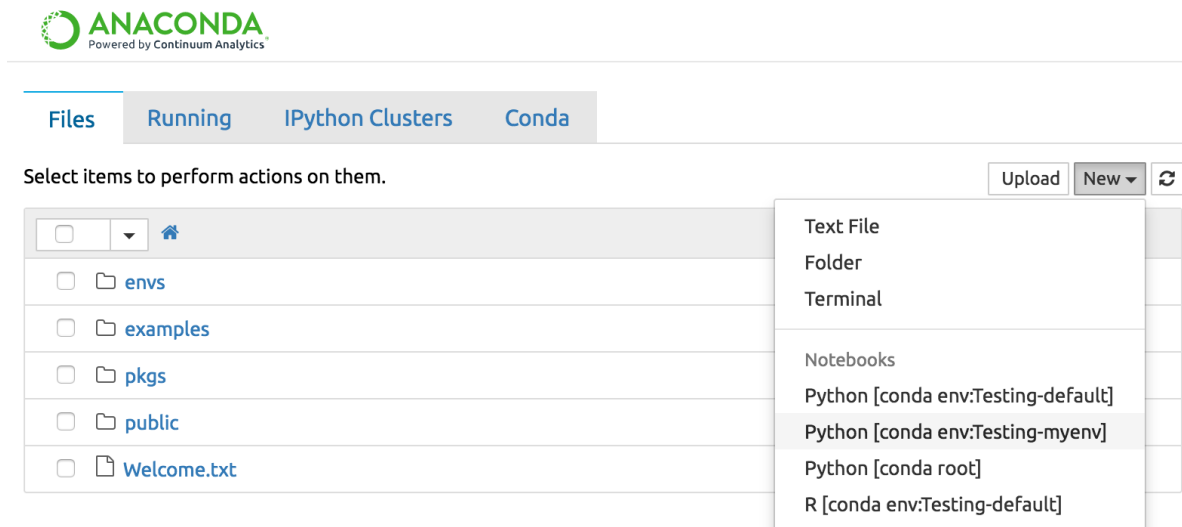 ANACONDA
Powered by Continuum Analytics®
Files Running IPython Clusters Conda
Select items to perform actions on them.
Upload New
envs
examples
pkgs
public
Welcome.txt
Text File
Folder
Terminal
Notebooks
Python [conda env:Testing-default]
Python [conda env:Testing-myenv]
Python [conda root]
R [conda env:Testing-default]